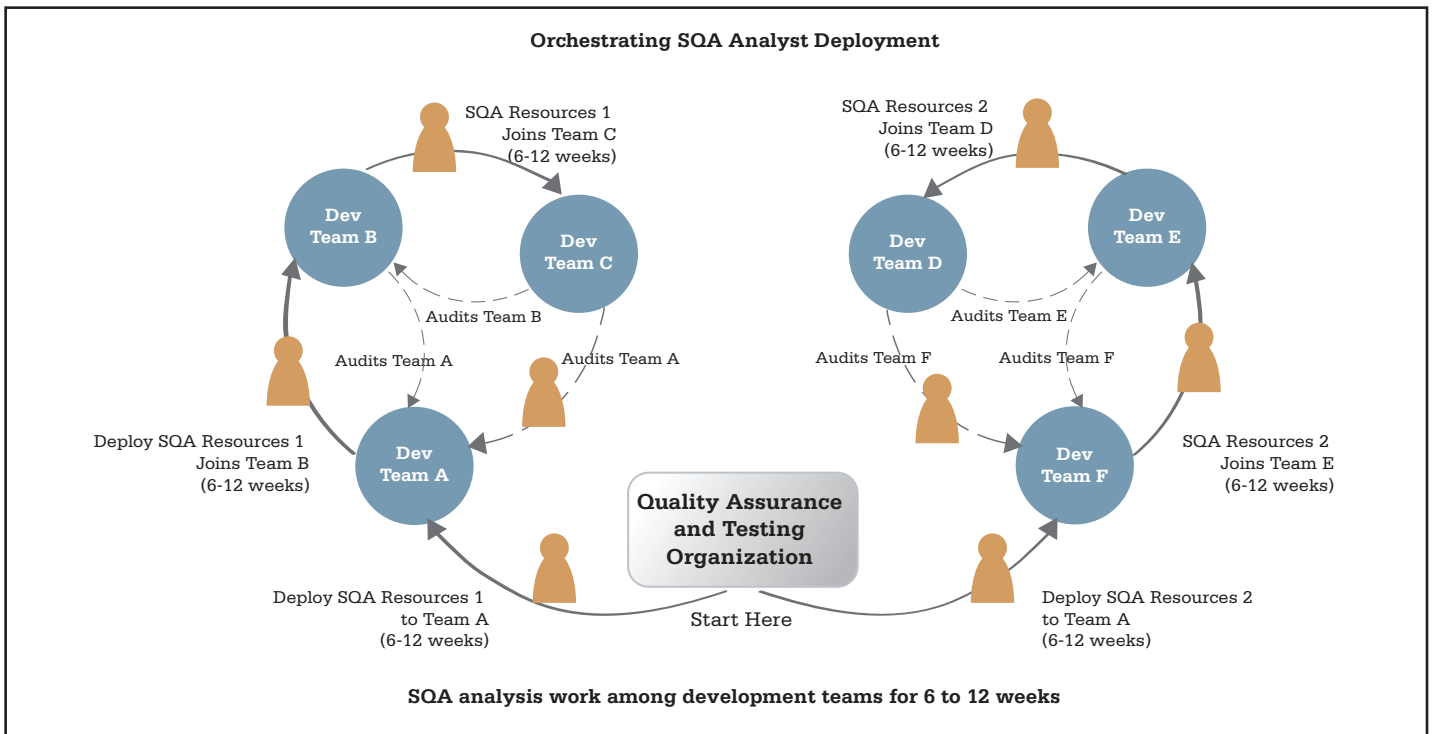 Orchestrating SQA Analyst Deployment
SQA Resources 1
Joins Team C
(6-12 weeks)
SQA Resources 2
Joins Team D
(6-12 weeks)
Dev
Team B
Dev
Team C
Dev
Team D
Dev
Team E
Audits Team B
Audits Team E
Audits Team A
Audits Team A
Audits Team F
Audits Team F
Deploy SQA Resources 1
Joins Team B
(6-12 weeks)
Dev
Team A
Dev
Team F
SQA Resources 2
Joins Team E
(6-12 weeks)
Quality Assurance
and Testing
Organization
Deploy SQA Resources 1
to Team A
(6-12 weeks)
Start Here
Deploy SQA Resources 2
to Team A
(6-12 weeks)
SQA analysis work among development teams for 6 to 12 weeks